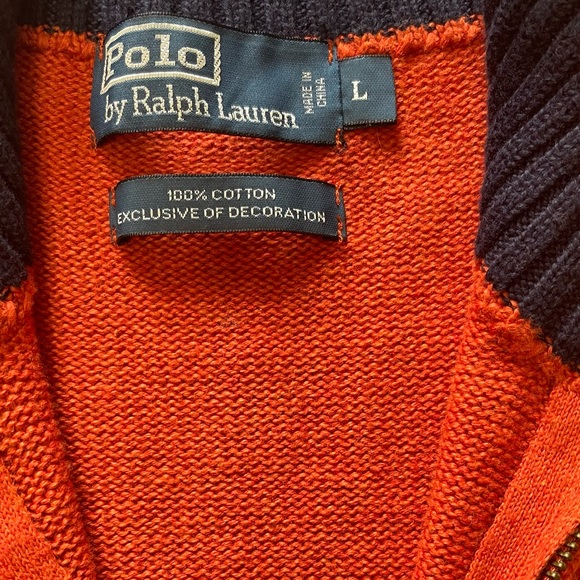 Polo
by Ralph Lauren
MADE IN
CHINA
L
100% COTTON
EXCLUSIVE OF DECORATION